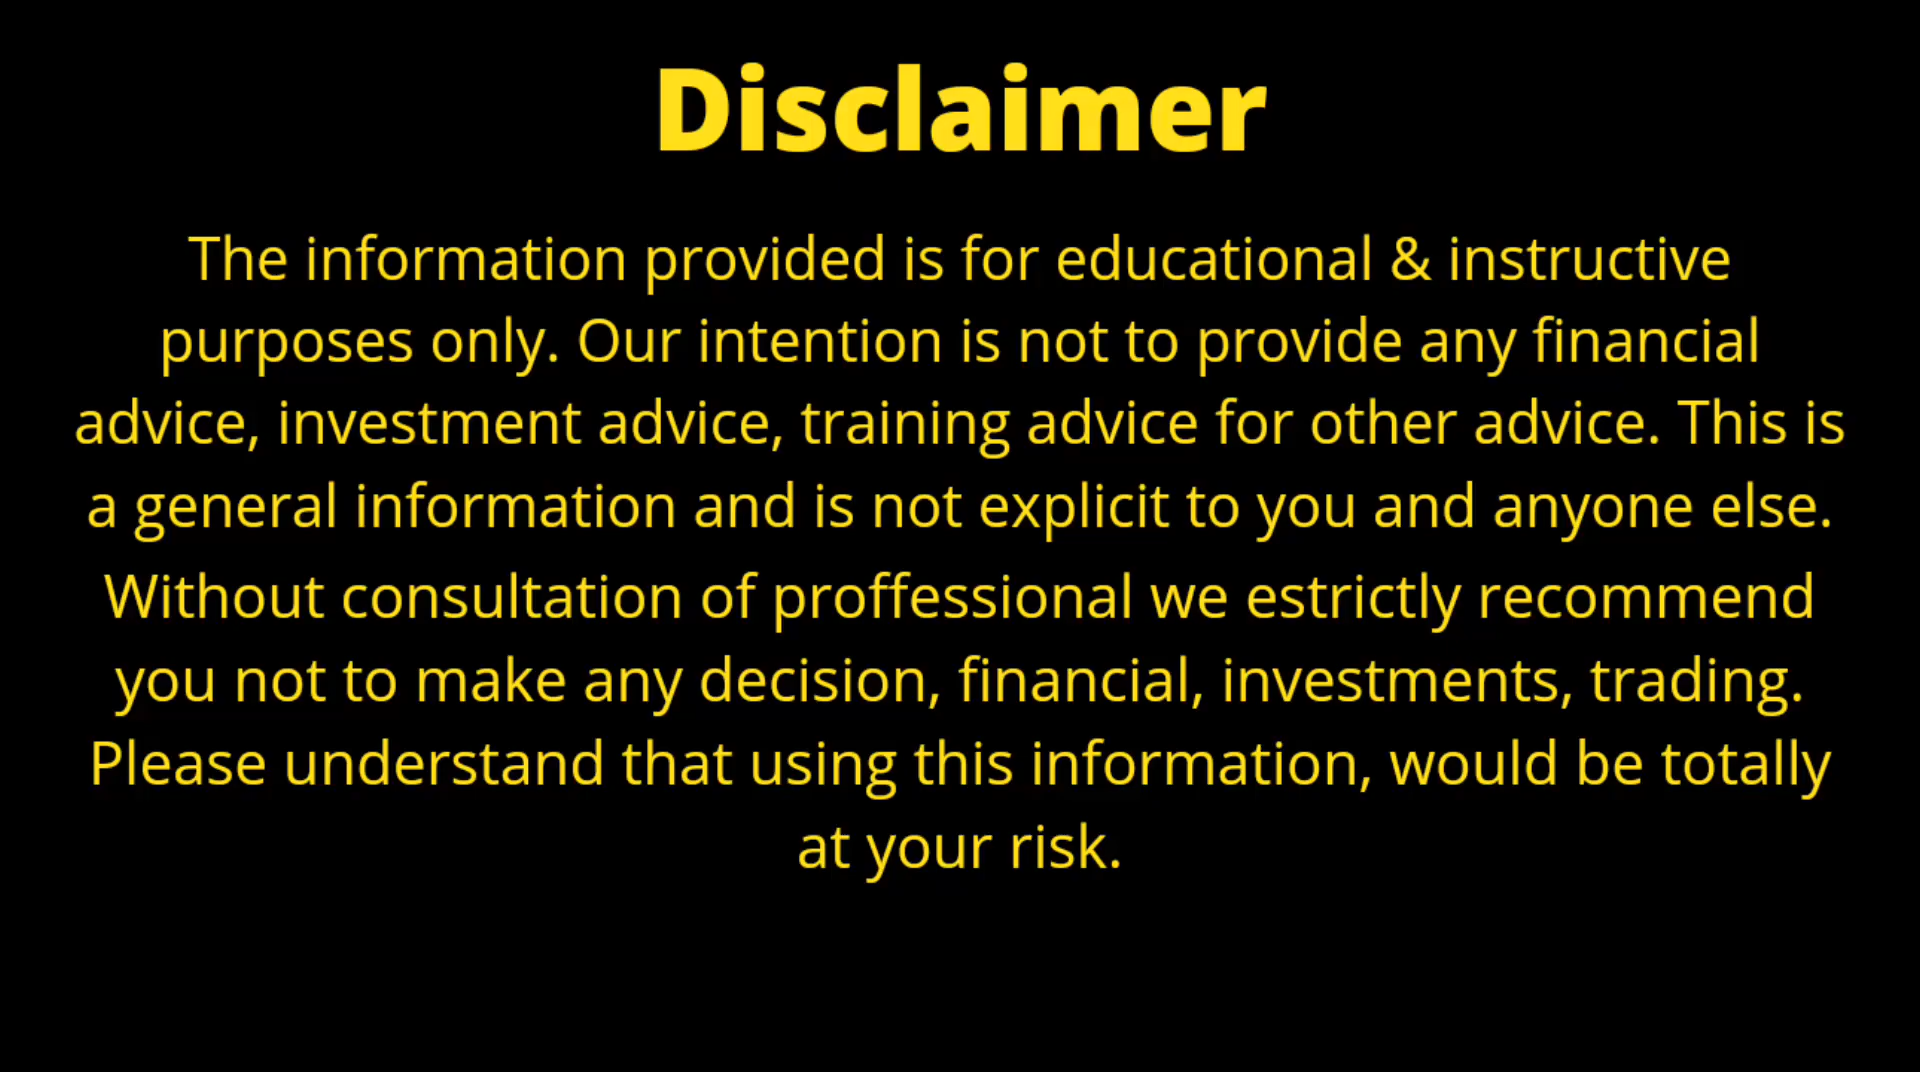 Disclaimer
The information provided is for educational & instructive
purposes only. Our intention is not to provide any financial
advice, investment advice, training advice for other advice. This is
a general information and is not explicit to you and anyone else.
Without consultation of proffessional we estrictly recommend
you not to make any decision, financial, investments, trading.
Please understand that using this information, would be totally
at your risk.